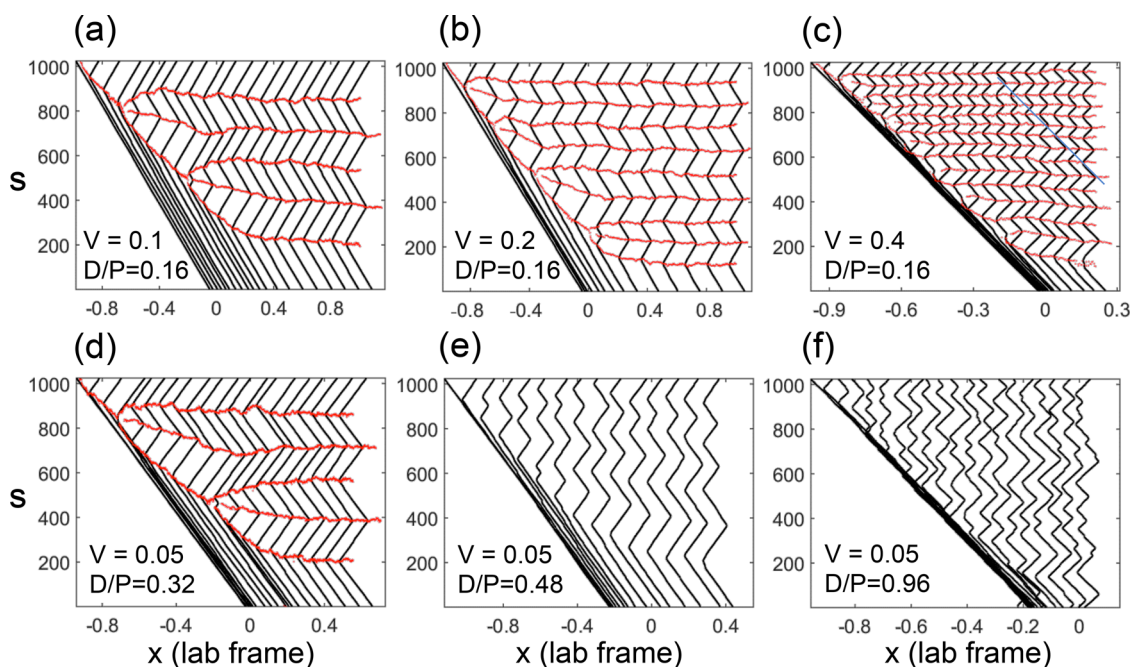 (a)
(b)
(c)
1000
800
600
s
400
200
V = 0.1
D/P=0.16
-0.8
-0.4
0
0.4
0.8
1000
800
600
400
200
V = 0.2
D/P=0.16
-0.8
-0.4
0
0.4
0.8
1000
800
600
400
200
V = 0.4
D/P=0.16
-0.9
-0.6
-0.3
0
0.3
(d)
(e)
(f)
1000
800
600
s
400
200
V = 0.05
D/P=0.32
-0.8
-0.4
0
0.4
x (lab frame)
1000
800
600
400
200
V = 0.05
D/P=0.48
-0.8
-0.4
0
0.4
x (lab frame)
1000
800
600
400
200
V = 0.05
D/P=0.96
-0.8
-0.6
-0.4
-0.2
0
x (lab frame)